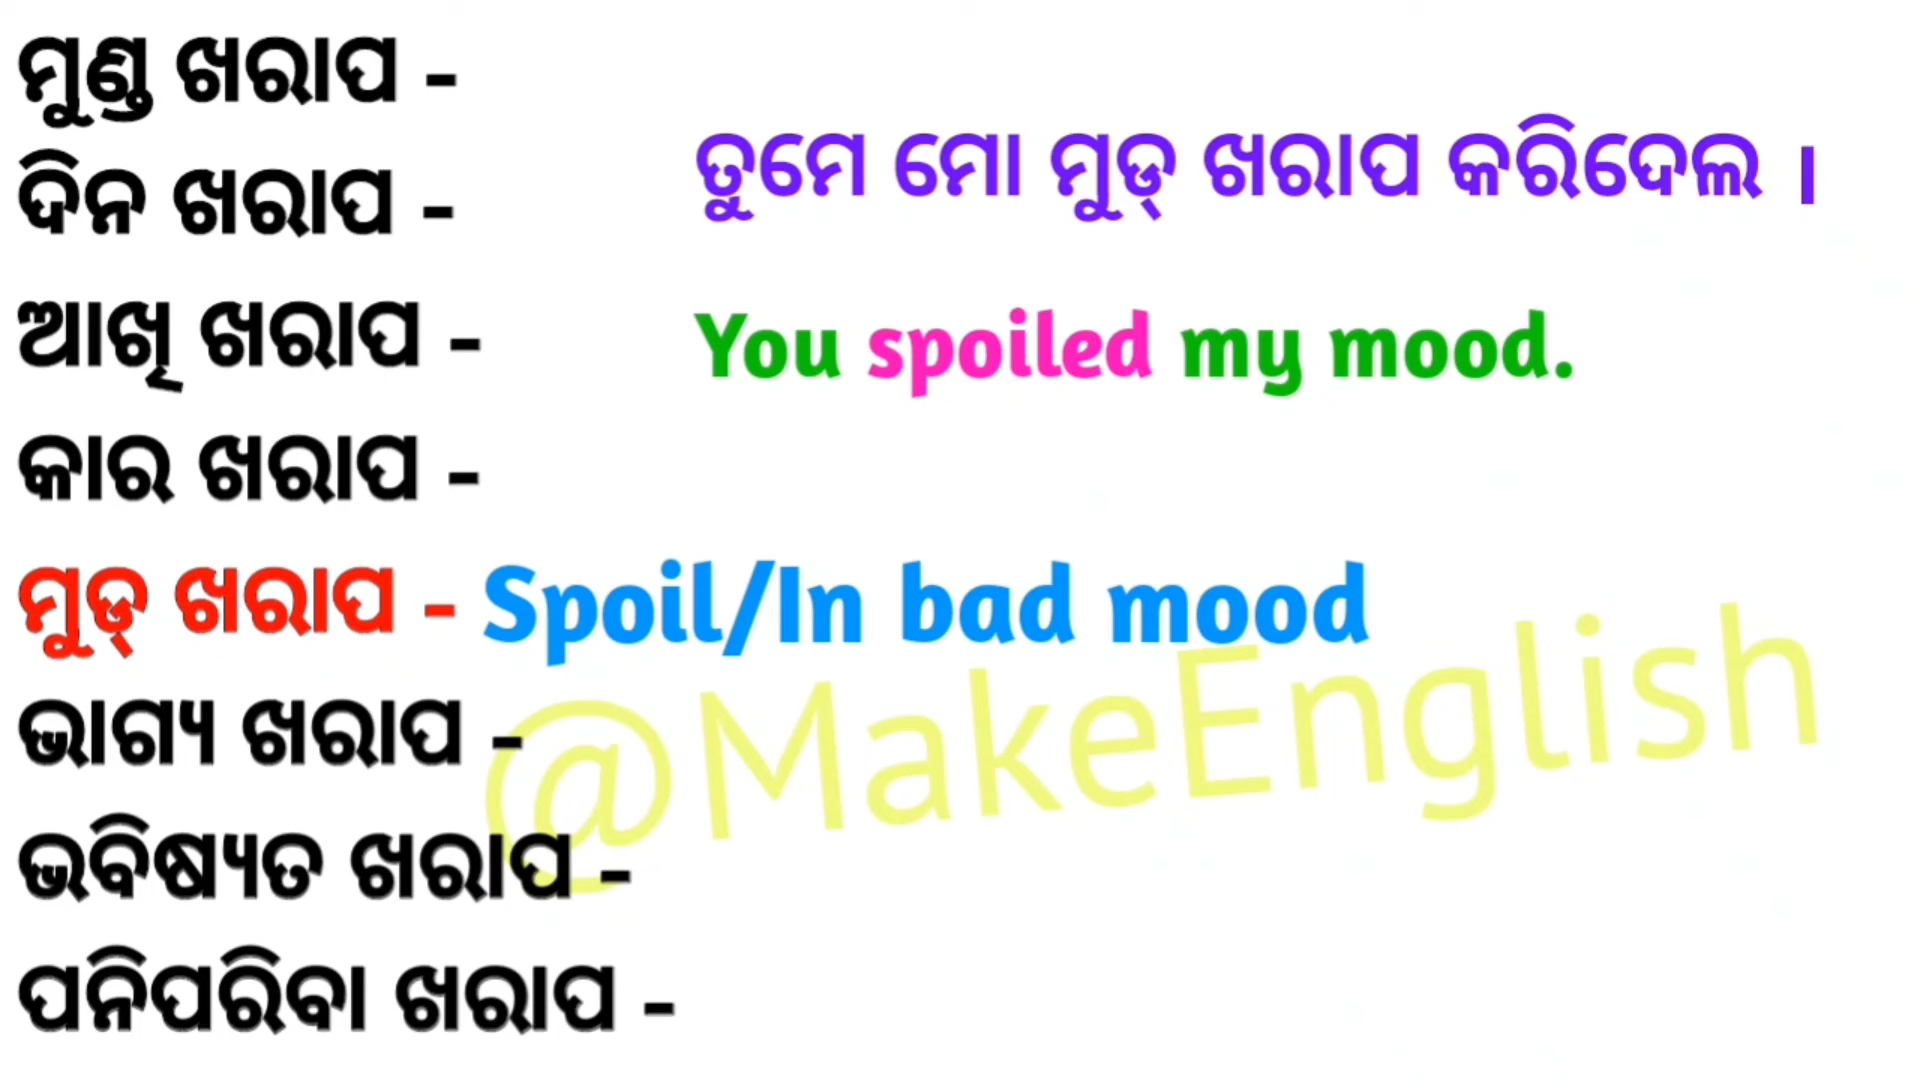 ମୁଣ୍ଡ ଖରାପ -
ଦିନ ଖରାପ -
ଆଖି ଖରାପ -
କାର ଖରାପ -
ମୁଡ୍ ଖରାପ - Spoil/In bad mood
ଭାଗ୍ୟ ଖରାପ -
ଭବିଷ୍ୟତ ଖରାପ -
ପନିପରିବା ଖରାପ -
ତୁମେ ମୋ ମୁଡ୍ ଖରାପ କରିଦେଲ ।
You spoiled my mood.
@MakeEnglish